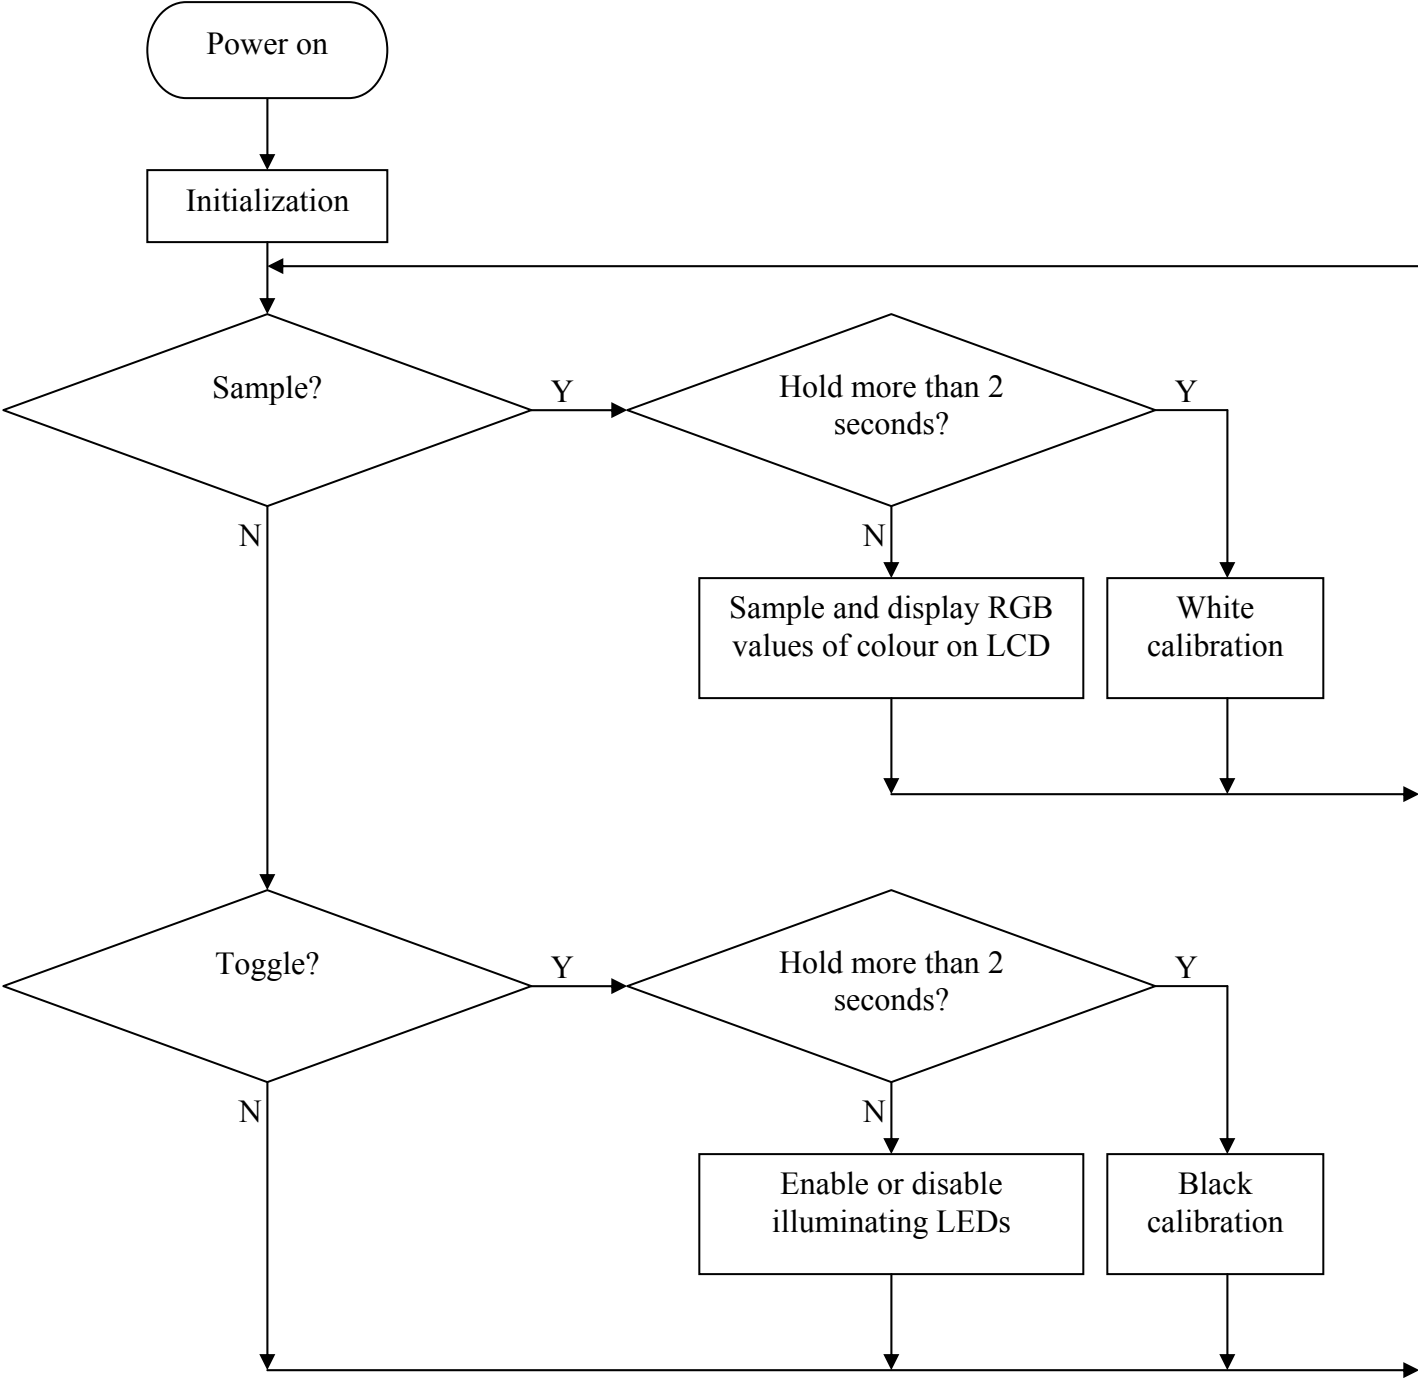 Power on
Initialization
Sample?
Y
Hold more than 2
seconds?
Y
N
N
Sample and display RGB
values of colour on LCD
White
calibration
Toggle?
Y
Hold more than 2
seconds?
Y
N
N
Enable or disable
illuminating LEDs
Black
calibration